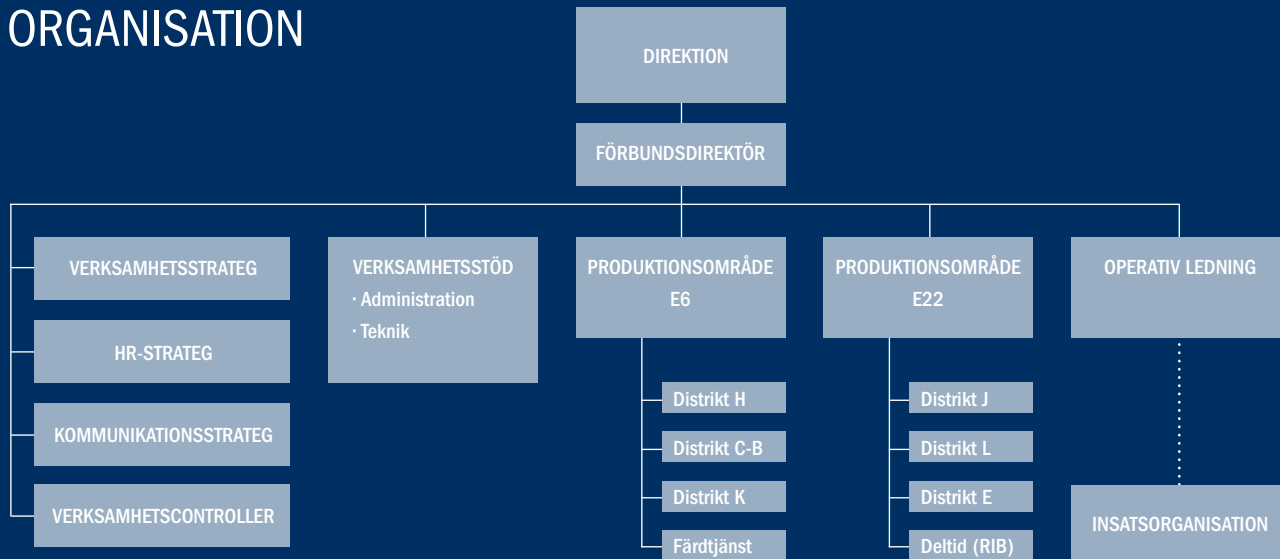 ORGANISATION
DIREKTION
FÖRBUNDSDIREKTÖR
VERKSAMHETSSTRATEG
HR-STRATEG
KOMMUNIKATIONSSTRATEG
VERKSAMHETSCONTROLLER
VERKSAMHETSSTÖD
· Administration
· Teknik
PRODUKTIONSOMRÅDE
E6
Distrikt H
Distrikt C-B
Distrikt K
Färdtjänst
PRODUKTIONSOMRÅDE
E22
Distrikt J
Distrikt L
Distrikt E
Deltid (RIB)
OPERATIV LEDNING
INSATSORGANISATION